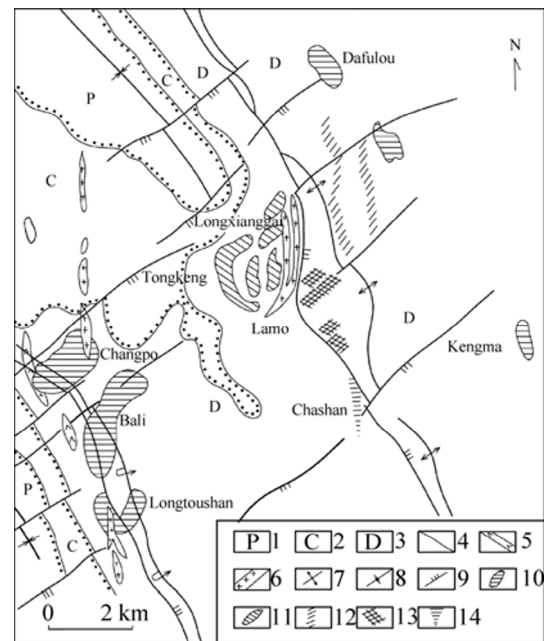 N
Dafulou
D
D
C
P
C
Longxianggai
Tongkeng
Lamo
D
Kengma
Changpo
Chashan
D
Bali
P
Longtoushan
C
0 2 km
P 1 C 2 D 3 4 5
6 7 8 9 10
11 12 13 14